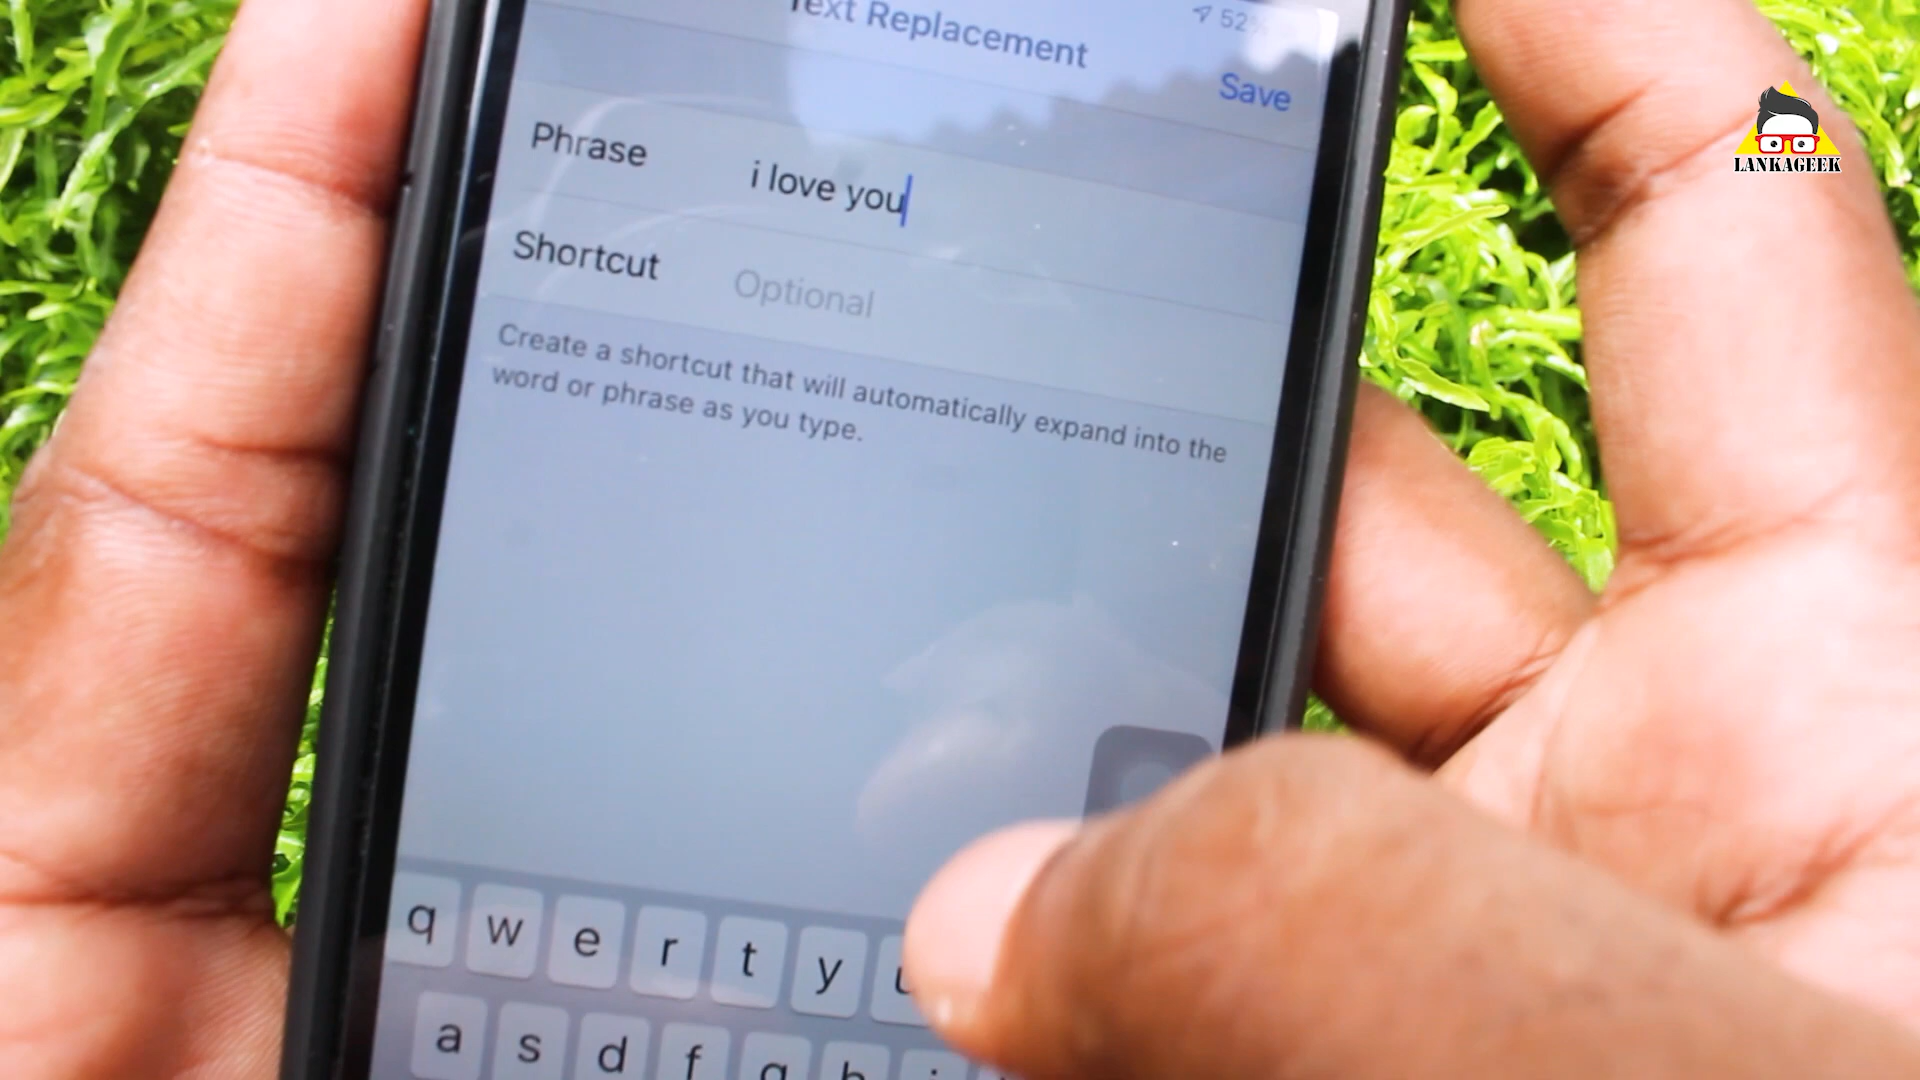 52%
Text Replacement
Save
Phrase
i love you
Shortcut
Optional
Create a shortcut that will automatically expand into the
word or phrase as you type.
q w e r t y u
a s d f g h j
LANKAGEEK